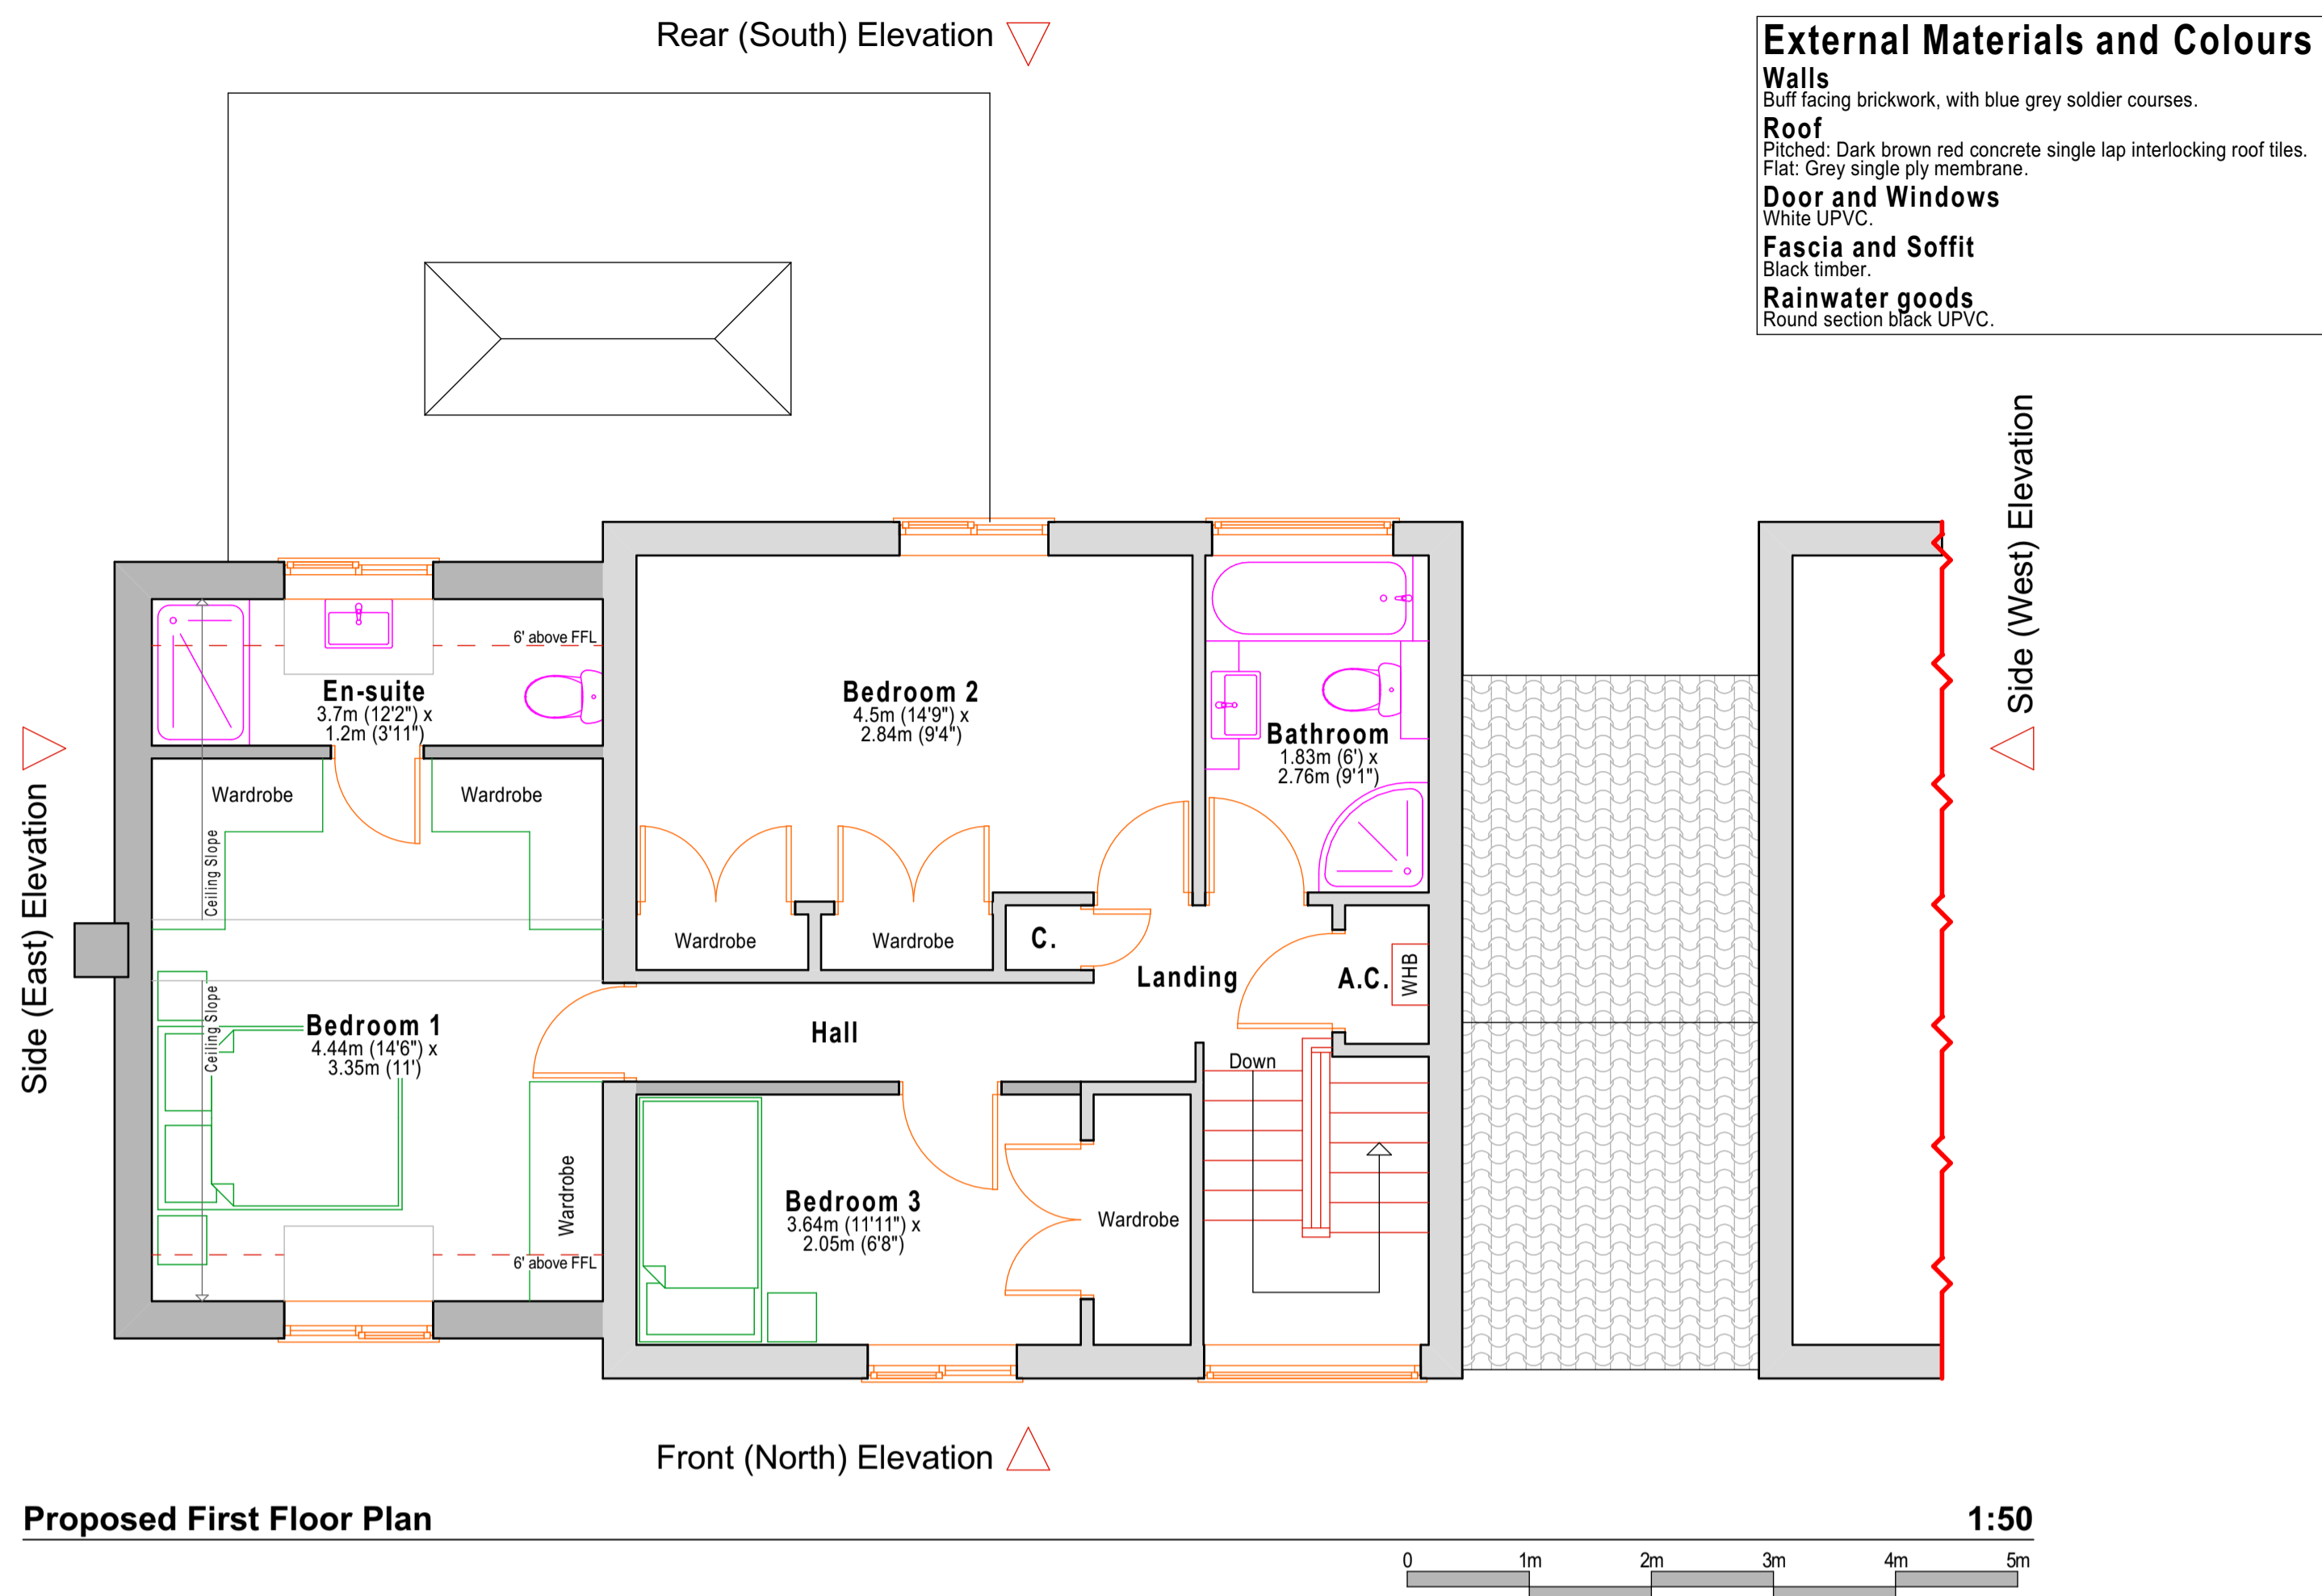 Rear (South) Elevation
External Materials and Colours
Walls
Buff facing brickwork, with blue grey soldier courses.
Roof
Pitched: Dark brown red concrete single lap interlocking roof tiles.
Flat: Grey single ply membrane.
Door and Windows
White UPVC.
Fascia and Soffit
Black timber.
Rainwater goods
Round section black UPVC.
Side (West) Elevation
Side (East) Elevation
6' above FFL
En-suite
3.7m (12'2") x
1.2m (3'11")
Bedroom 2
4.5m (14'9") x
2.84m (9'4")
Bathroom
1.83m (6') x
2.76m (9'1")
Wardrobe
Wardrobe
Ceiling Slope
Wardrobe
Wardrobe
C.
Landing
A.C.
WHB
Ceiling Slope
Bedroom 1
4.44m (14'6") x
3.35m (11')
Hall
Down
Wardrobe
Bedroom 3
3.64m (11'11") x
2.05m (6'8")
Wardrobe
6' above FFL
Front (North) Elevation
Proposed First Floor Plan
1:50
0 1m 2m 3m 4m 5m